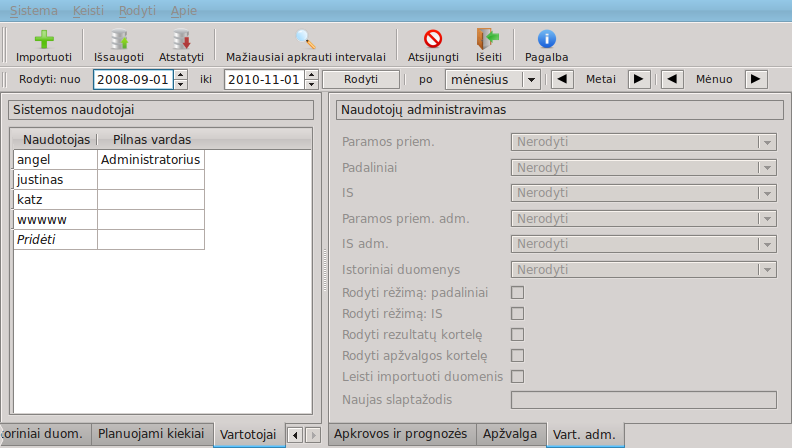 Sistema Keisti Rodyti Apie
Importuoti Išsaugoti Atstatyti Mažiausiai apkrauti intervalai Atsijungti Išeiti Pagalba
Rodyti: nuo 2008-09-01 iki 2010-11-01 Rodyti po mėnesius Metai Mėnuo
Sistemos naudotojai
Naudotojas Pilnas vardas
angel Administratorius
justinas
katz
wwwww
Pridėti
Naudotojų administravimas
Paramos priem. Nerodyti
Padaliniai Nerodyti
IS Nerodyti
Paramos priem. adm. Nerodyti
IS adm. Nerodyti
Istoriniai duomenys Nerodyti
Rodyti rėžimą: padaliniai
Rodyti rėžimą: IS
Rodyti rezultatų kortelę
Rodyti apžvalgos kortelę
Leisti importuoti duomenis
Naujas slaptažodis
toriniai duom. Planuojami kiekiai Vartotojai
Apkrovos ir prognozės Apžvalga Vart. adm.